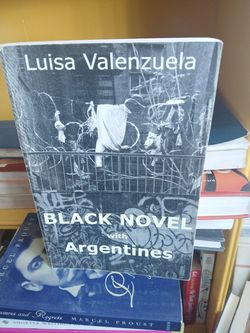 Luisa Valenzuela
BLACK NOVEL
with
Argentines
MARCEL PROUST